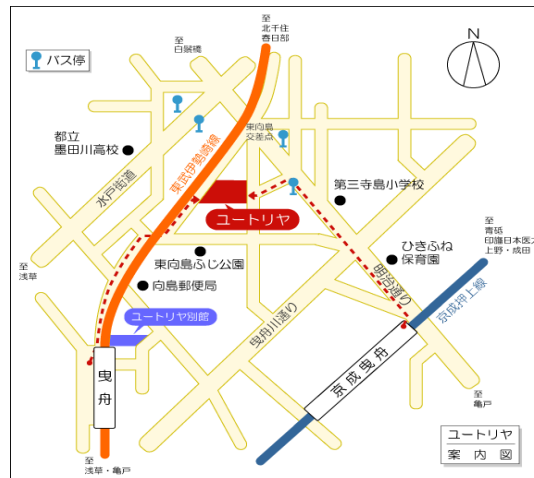 至
北千住
春日部
至
白鬚橋
N
バス停
東向島
交差点
都立
墨田川高校
東武伊勢崎線
水戸街道
第三寺島小学校
ユートリヤ
至
青砥
印旛日本医大
上野・成田
ひきふね
保育園
東向島ふじ公園
明治通り
至
浅草
向島郵便局
京成押上線
ユートリヤ別館
曳舟川通り
曳舟
京成曳舟
至
亀戸
ユートリヤ
案内図
至
浅草・亀戸